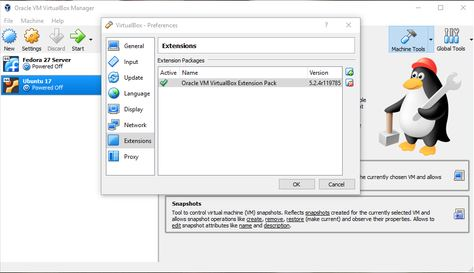 Oracle VM VirtualBox Manager
VirtualBox - Preferences
File
New
Settings
Discard
Start
Machine Tools
Global Tools
Fedora 27 Server
Powered Off
Ubuntu 17
Powered Off
General
Input
Update
Language
Display
Network
Extensions
Proxy
Extensions
Extension Packages
Active Name Version
Oracle VM VirtualBox Extension Pack 5.2.4r119785
OK
Cancel
he currently chosen VM and allows
Snapshots
Tool to control virtual machine (VM) snapshots. Reflects snapshots created for the currently selected VM and
allows snapshot operations like create, remove, restore (make current) and observe their properties. Allows to
edit snapshot attributes like name and description.